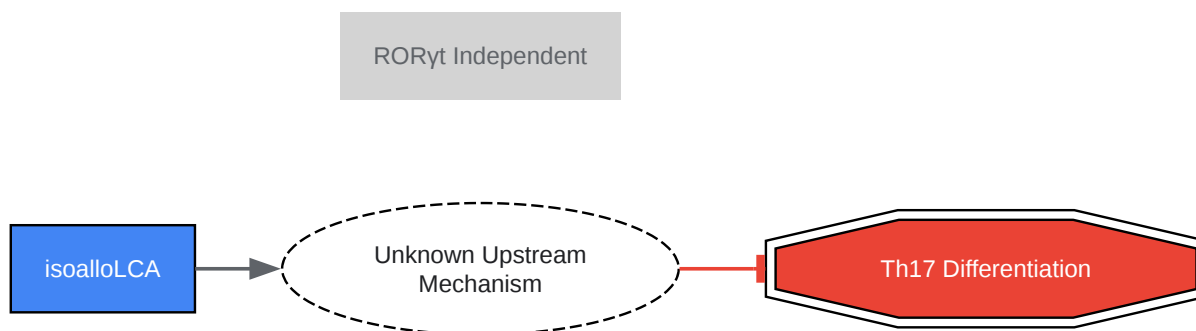 RORγt Independent
isoalloLCA
Unknown Upstream
Mechanism
Th17 Differentiation